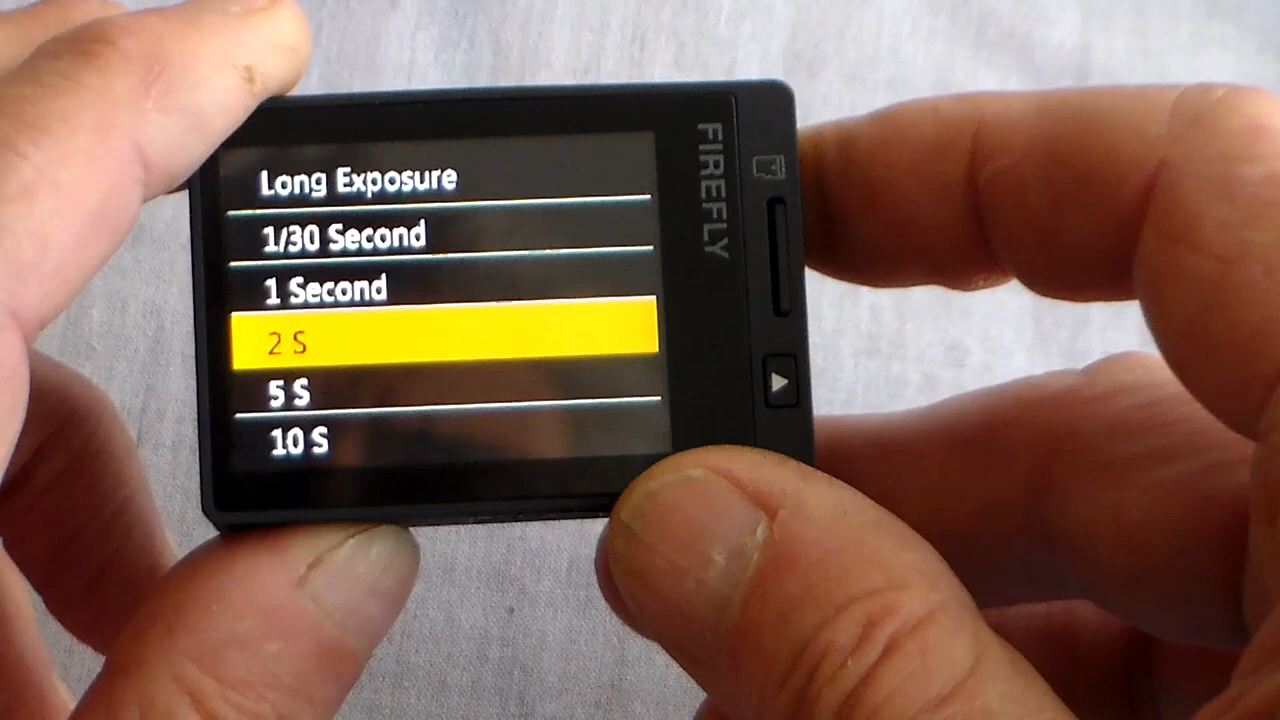 Long Exposure
1/30 Second
1 Second
2 S
5 S
10 S
FIREFLY